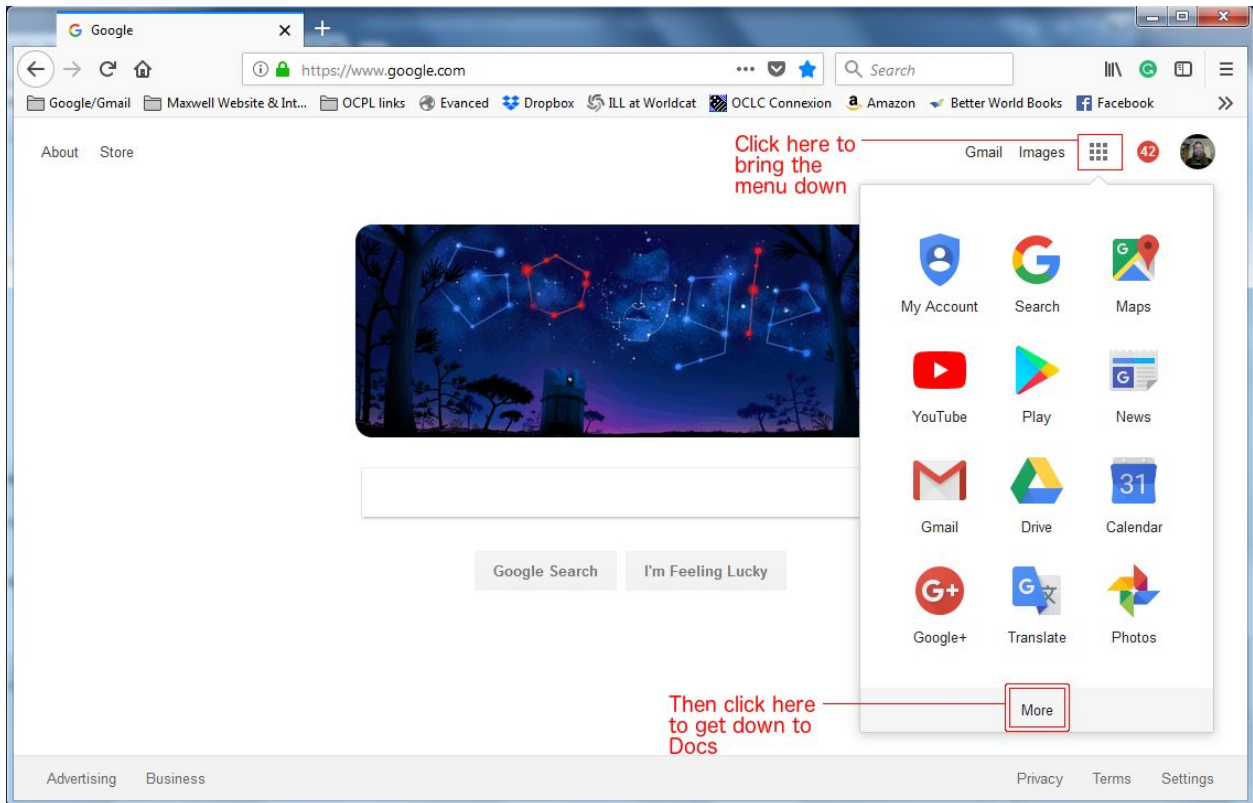 G Google
https://www.google.com
Search
Google/Gmail Maxwell Website & Int... OCPL links Evanced Dropbox ILL at Worldcat OCLC Connexion Amazon Better World Books Facebook
About Store
Click here to
bring the
menu down
Gmail Images 42
Google
My Account Search Maps
YouTube Play News
31
Gmail Drive Calendar
G+
G 文
Google+ Translate Photos
Google Search I'm Feeling Lucky
Then click here
to get down to
Docs
More
Advertising Business Privacy Terms Settings